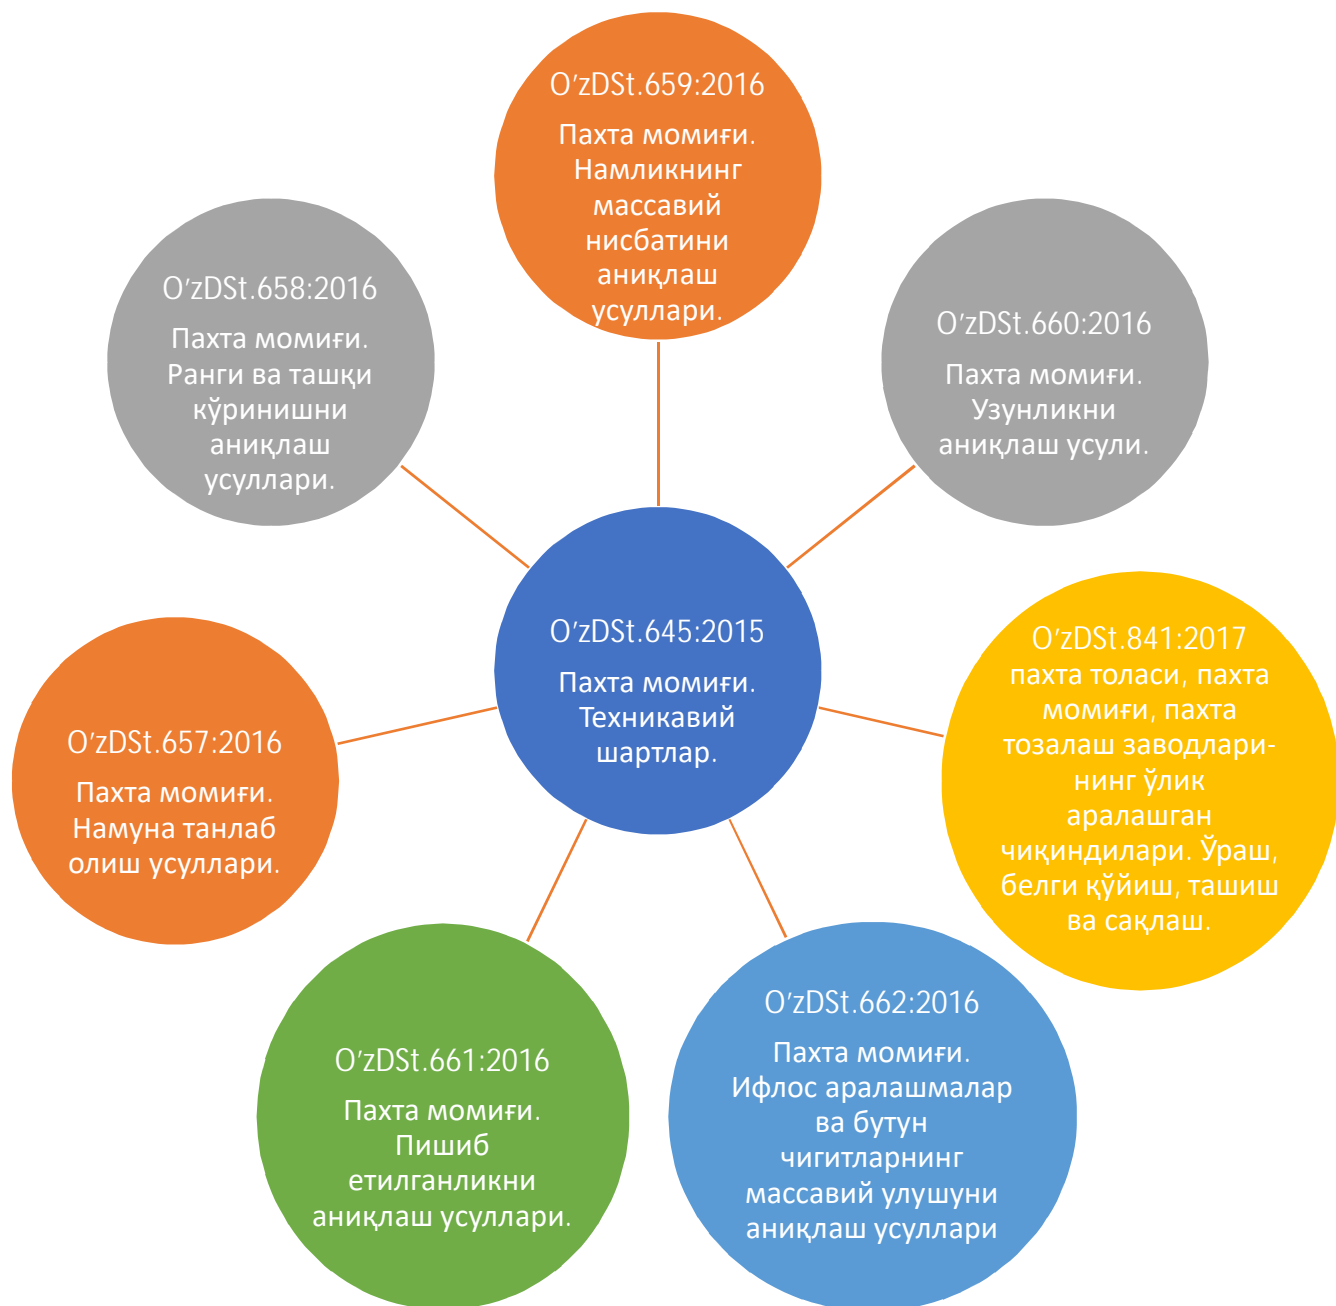 O'zDSt.659:2016
Пахта момиғи.
Намликнинг
массавий
нисбатини
аниқлаш
усуллари.
O'zDSt.658:2016
Пахта момиғи.
Ранги ва ташқи
кўринишни
аниқлаш
усуллари.
O'zDSt.660:2016
Пахта момиғи.
Узунликни
аниқлаш усули.
O'zDSt.645:2015
Пахта момиғи.
Техникавий
шартлар.
O'zDSt.841:2017
пахта толаси, пахта
момиғи, пахта
тозалаш заводлари-
нинг ўлик
аралашган
чиқиндилари. Ўраш,
белги қўйиш, ташиш
ва сақлаш.
O'zDSt.657:2016
Пахта момиғи.
Намуна танлаб
олиш усуллари.
O'zDSt.661:2016
Пахта момиғи.
Пишиб
етилганликни
аниқлаш усуллари.
O'zDSt.662:2016
Пахта момиғи.
Ифлос аралашмалар
ва бутун
чигитларнинг
массавий улушуни
аниқлаш усуллари